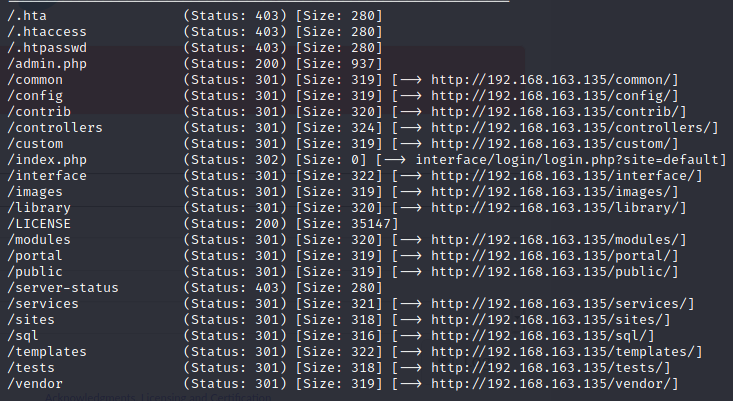 /.hta (Status: 403) [Size: 280]
/.htaccess (Status: 403) [Size: 280]
/.htpasswd (Status: 403) [Size: 280]
/admin.php (Status: 200) [Size: 937]
/common (Status: 301) [Size: 319] [--> http://192.168.163.135/common/]
/config (Status: 301) [Size: 319] [--> http://192.168.163.135/config/]
/contrib (Status: 301) [Size: 320] [--> http://192.168.163.135/contrib/]
/controllers (Status: 301) [Size: 324] [--> http://192.168.163.135/controllers/]
/custom (Status: 301) [Size: 319] [--> http://192.168.163.135/custom/]
/index.php (Status: 302) [Size: 0] [--> interface/login/login.php?site=default]
/interface (Status: 301) [Size: 322] [--> http://192.168.163.135/interface/]
/images (Status: 301) [Size: 319] [--> http://192.168.163.135/images/]
/library (Status: 301) [Size: 320] [--> http://192.168.163.135/library/]
/LICENSE (Status: 200) [Size: 35147]
/modules (Status: 301) [Size: 320] [--> http://192.168.163.135/modules/]
/portal (Status: 301) [Size: 319] [--> http://192.168.163.135/portal/]
/public (Status: 301) [Size: 319] [--> http://192.168.163.135/public/]
/server-status (Status: 403) [Size: 280]
/services (Status: 301) [Size: 321] [--> http://192.168.163.135/services/]
/sites (Status: 301) [Size: 318] [--> http://192.168.163.135/sites/]
/sql (Status: 301) [Size: 316] [--> http://192.168.163.135/sql/]
/templates (Status: 301) [Size: 322] [--> http://192.168.163.135/templates/]
/tests (Status: 301) [Size: 318] [--> http://192.168.163.135/tests/]
/vendor (Status: 301) [Size: 319] [--> http://192.168.163.135/vendor/]